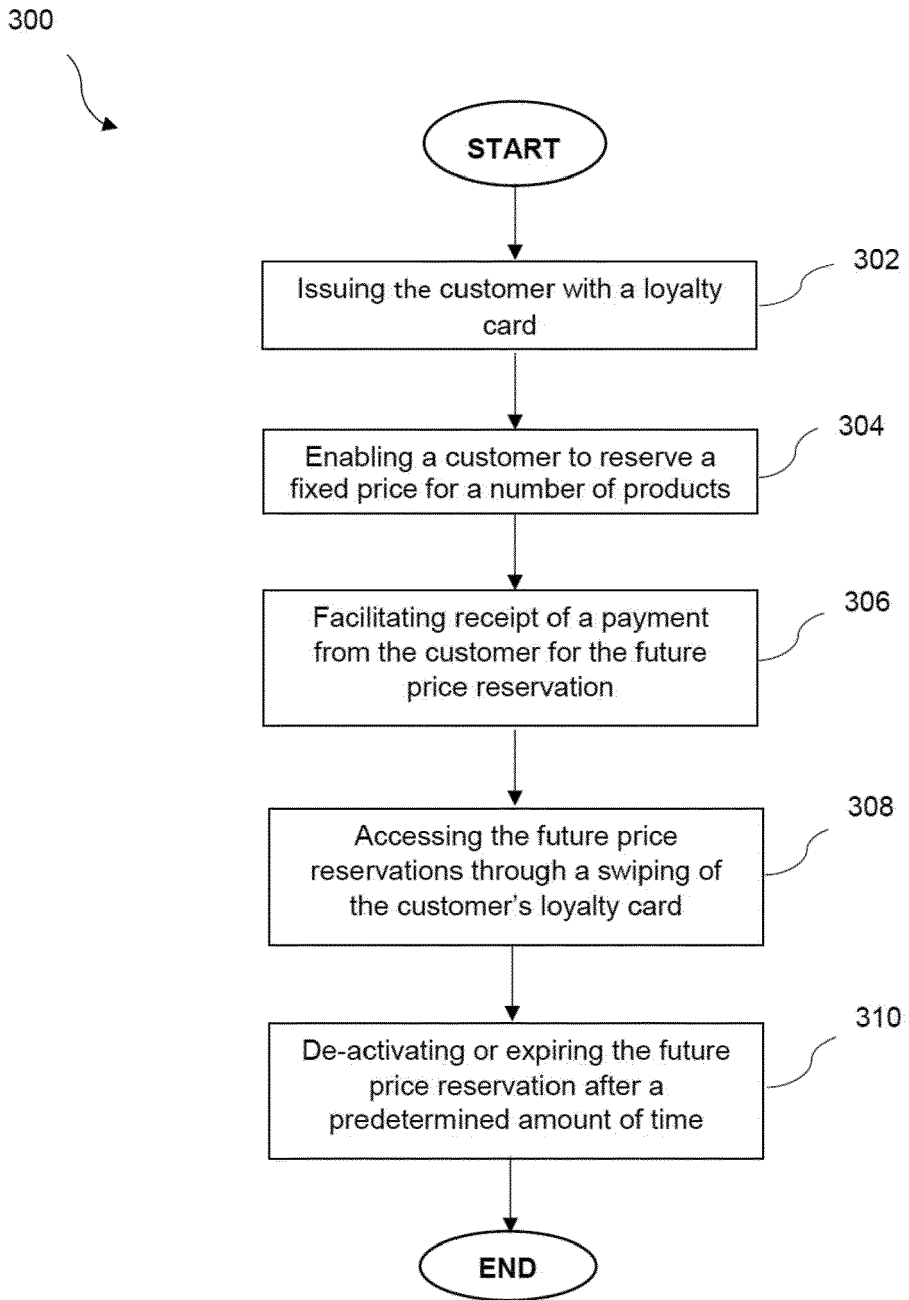 300
START
302
Issuing the customer with a loyalty
card
304
Enabling a customer to reserve a
fixed price for a number of products
306
Facilitating receipt of a payment
from the customer for the future
price reservation
308
Accessing the future price
reservations through a swiping of
the customer's loyalty card
310
De-activating or expiring the future
price reservation after a
predetermined amount of time
END